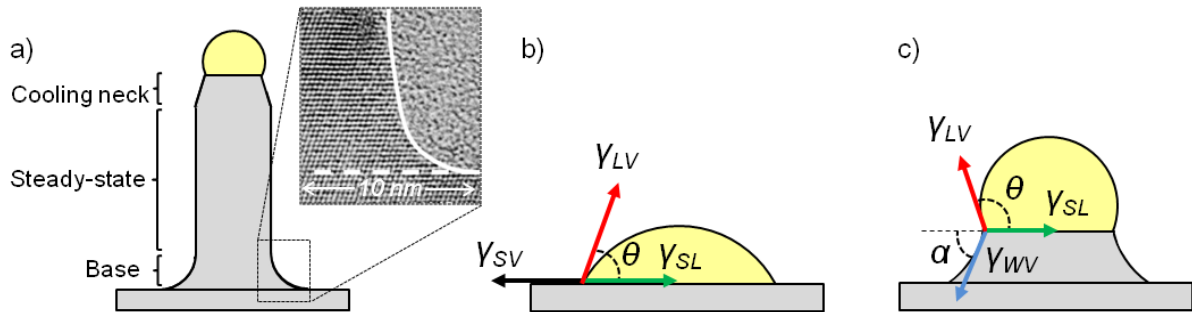 a)
Cooling neck
Steady-state
Base
10 nm
b)
γLV
θ
γSV
γSL
c)
γLV
θ
γSL
α
γWV